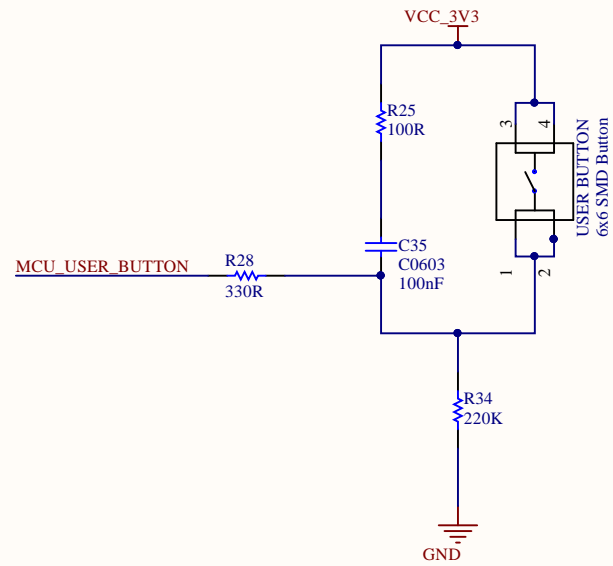 VCC_3V3
R25
100R
3
4
USER BUTTON
6x6 SMD Button
C35
C0603
100nF
MCU_USER_BUTTON
R28
330R
1
2
R34
220K
GND